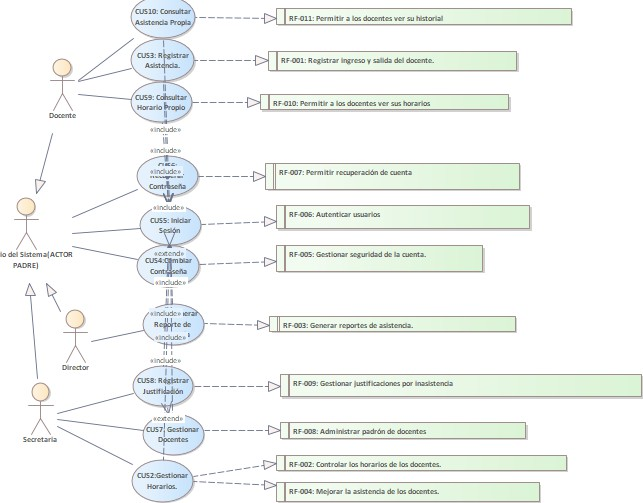 CUS10: Consultar
Asistencia Propia
RF-011: Permitir a los docentes ver su historial
CUS3: Registrar
Asistencia.
RF-001: Registrar ingreso y salida del docente.
CUS9: Consultar
Horario Propio
RF-010: Permitir a los docentes ver sus horarios
Docente
«include»
«include»
«include»
Contraseña
RF-007: Permitir recuperación de cuenta
«include»
CUS5: Iniciar
Sesión
RF-006: Autenticar usuarios
io del Sistema(ACTOR
PADRE)
«extend»
CUS4:Cambiar
Contraseña
RF-005: Gestionar seguridad de la cuenta.
«include»
«include»
Reporte de
RF-003: Generar reportes de asistencia.
«include»
Director
«include»
CUS8: Registrar
Justificación
RF-009: Gestionar justificaciones por inasistencia
«extend»
CUS7: Gestionar
Docentes
RF-008: Administrar padrón de docentes
Secretaria
CUS2:Gestionar
Horarios.
RF-002: Controlar los horarios de los docentes.
RF-004: Mejorar la asistencia de los docentes.